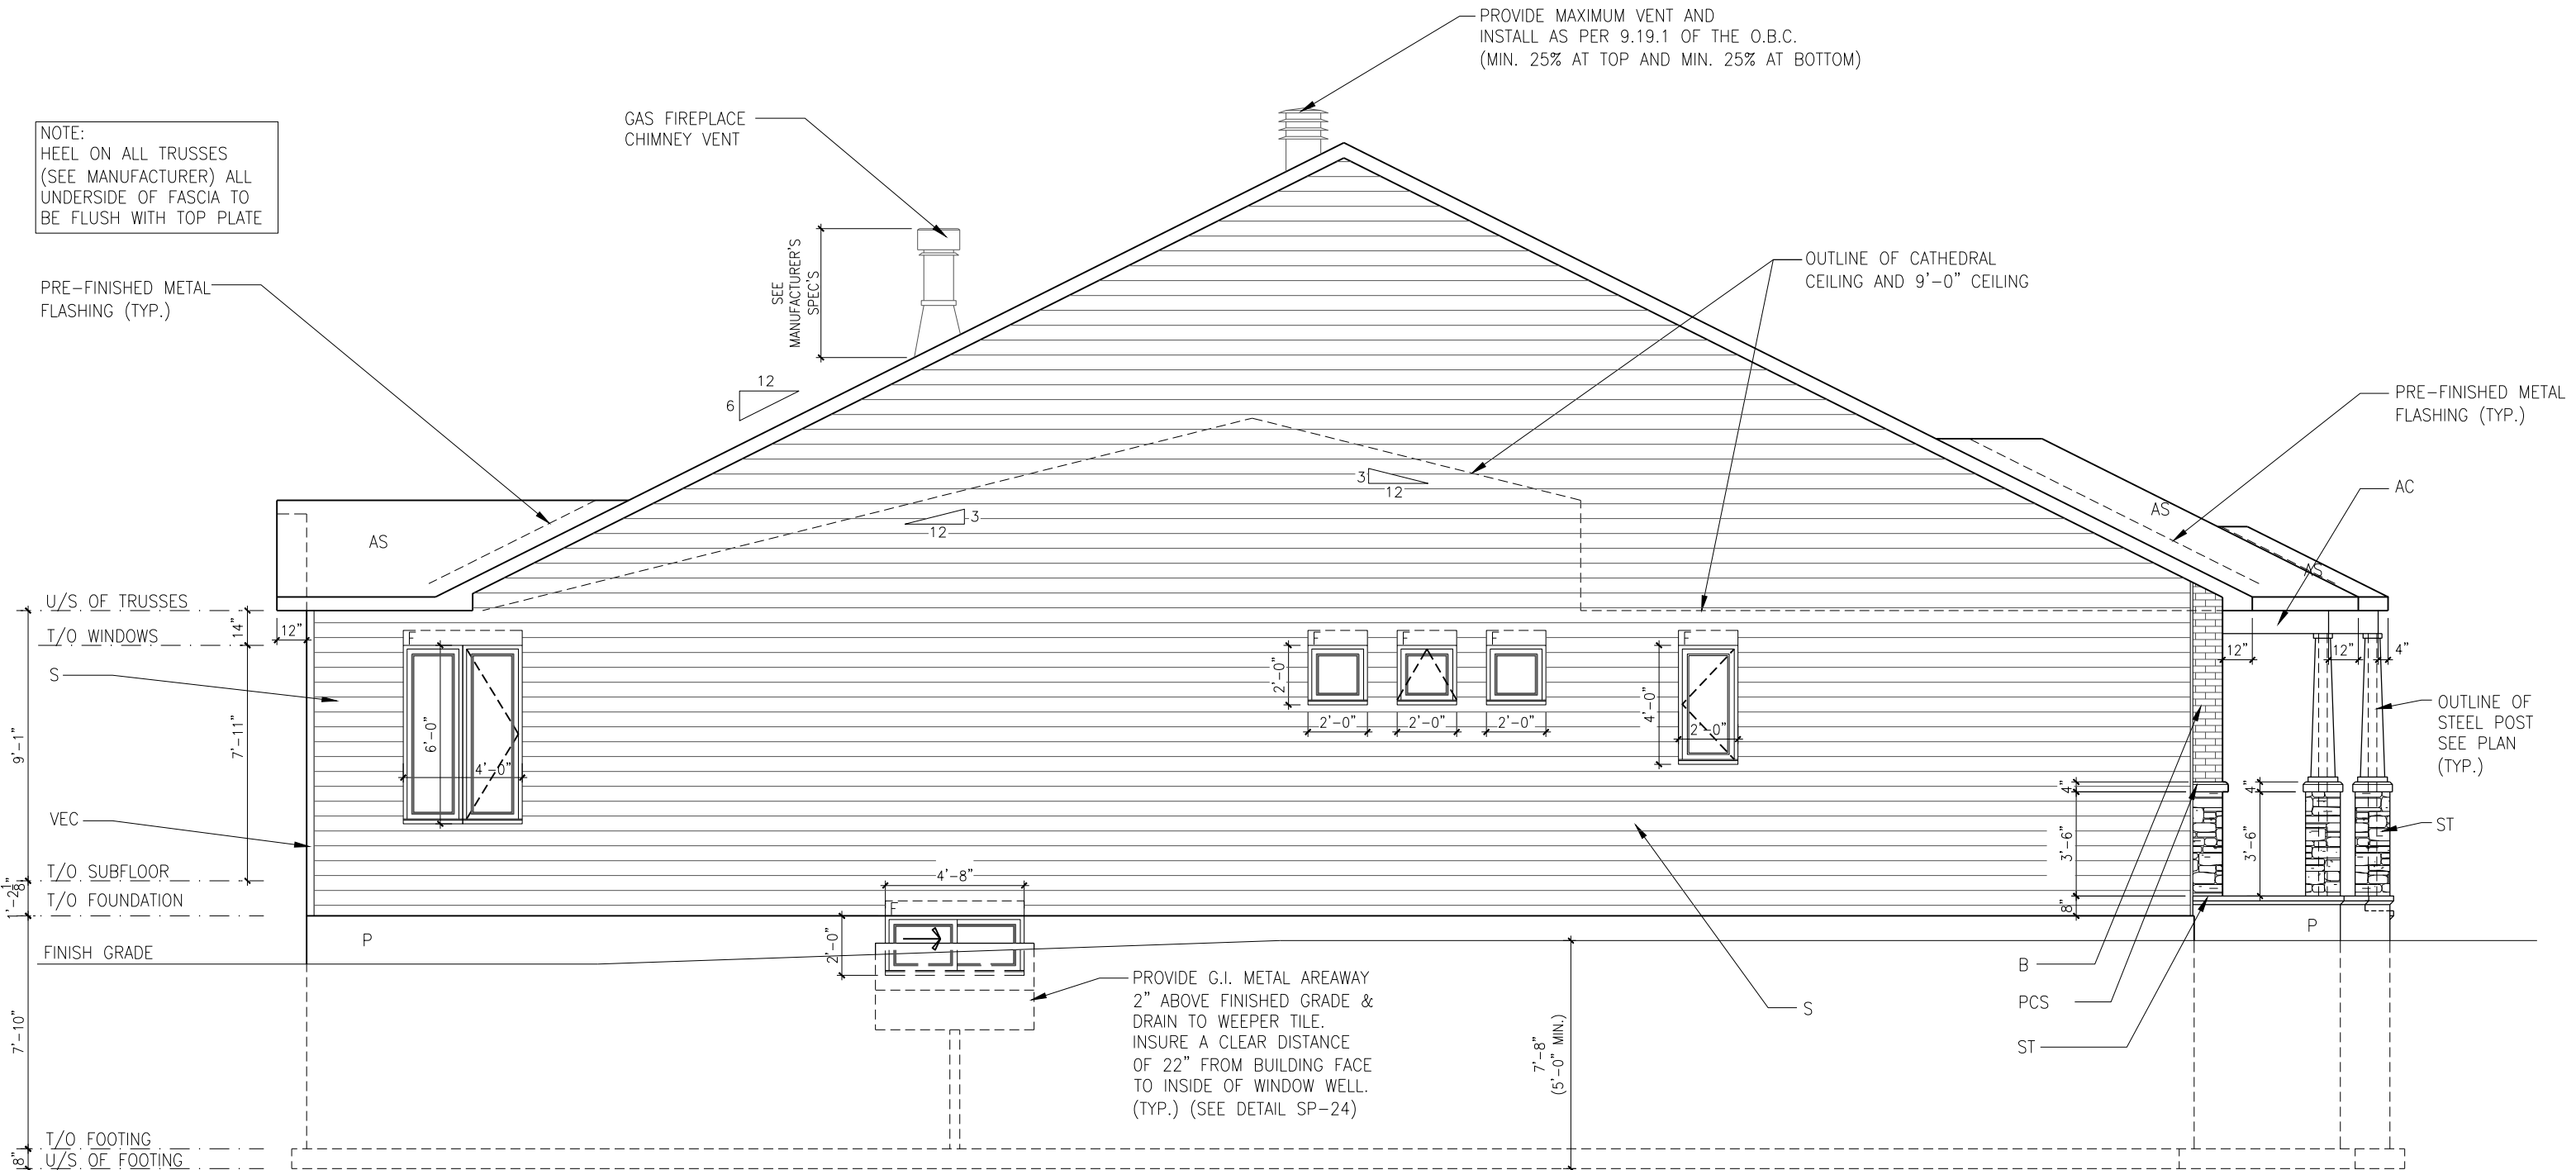 PROVIDE MAXIMUM VENT AND
INSTALL AS PER 9.19.1 OF THE O.B.C.
(MIN. 25% AT TOP AND MIN. 25% AT BOTTOM)
GAS FIREPLACE
CHIMNEY VENT
NOTE:
HEEL ON ALL TRUSSES
(SEE MANUFACTURER) ALL
UNDERSIDE OF FASCIA TO
BE FLUSH WITH TOP PLATE
SEE
MANUFACTURER'S
SPEC'S
OUTLINE OF CATHEDRAL
CEILING AND 9'-0" CEILING
PRE-FINISHED METAL
FLASHING (TYP.)
12
6
PRE-FINISHED METAL
FLASHING (TYP.)
3
12
3
12
AC
AS
AS
AS
U/S OF TRUSSES
T/O WINDOWS
14"
12"
S
F
F
F
F
F
2'-0"
2'-0"
2'-0"
2'-0"
4'-0"
2'-0"
12"
12"
4"
OUTLINE OF
STEEL POST
SEE PLAN
(TYP.)
9'-1"
7'-11"
6'-0"
4'-0"
4"
4"
VEC
3'-6"
3'-6"
ST
T/O SUBFLOOR
1'-2 1/8"
T/O FOUNDATION
4'-8"
F
8"
P
P
2'-0"
FINISH GRADE
B
PCS
ST
S
PROVIDE G.I. METAL AREAWAY
2" ABOVE FINISHED GRADE &
DRAIN TO WEEPER TILE.
INSURE A CLEAR DISTANCE
OF 22" FROM BUILDING FACE
TO INSIDE OF WINDOW WELL.
(TYP.) (SEE DETAIL SP-24)
7'-10"
7'-8"
(5'-0" MIN.)
T/O FOOTING
8"
U/S OF FOOTING